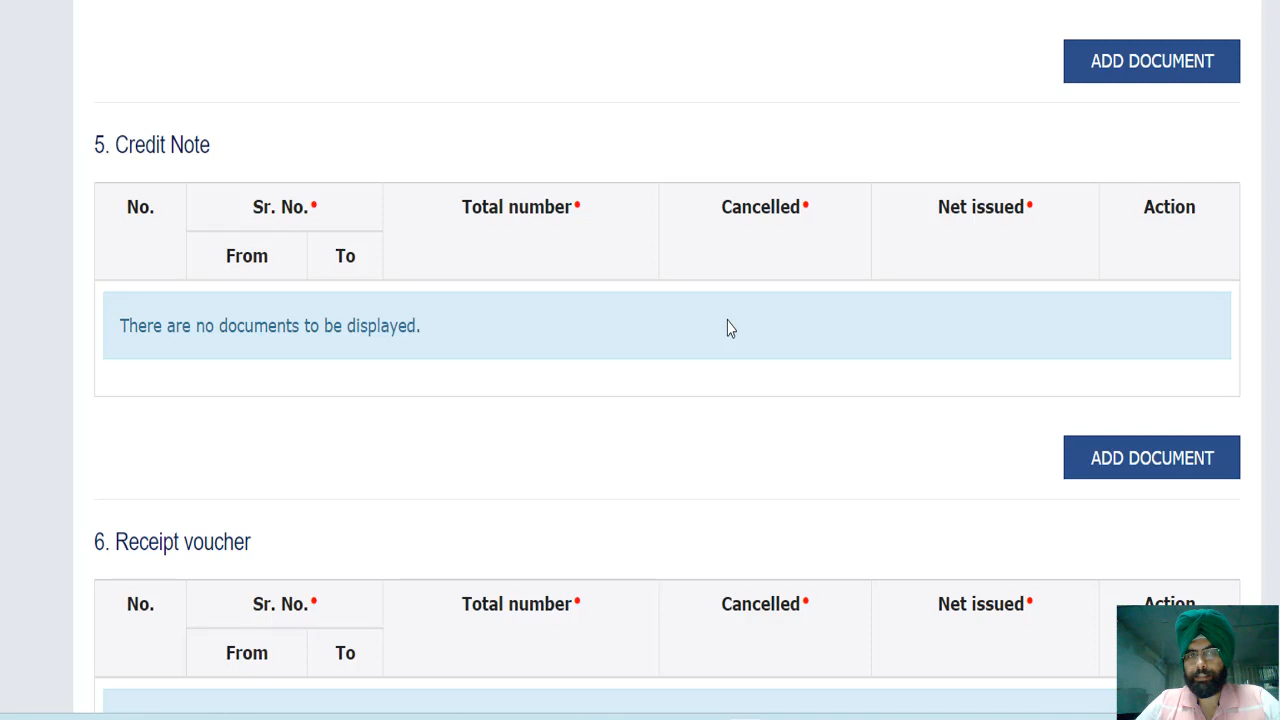 ADD DOCUMENT
5. Credit Note
No. Sr. No.• Total number• Cancelled• Net issued• Action
From To
There are no documents to be displayed.
ADD DOCUMENT
6. Receipt voucher
No. Sr. No.• Total number• Cancelled• Net issued• Action
From To